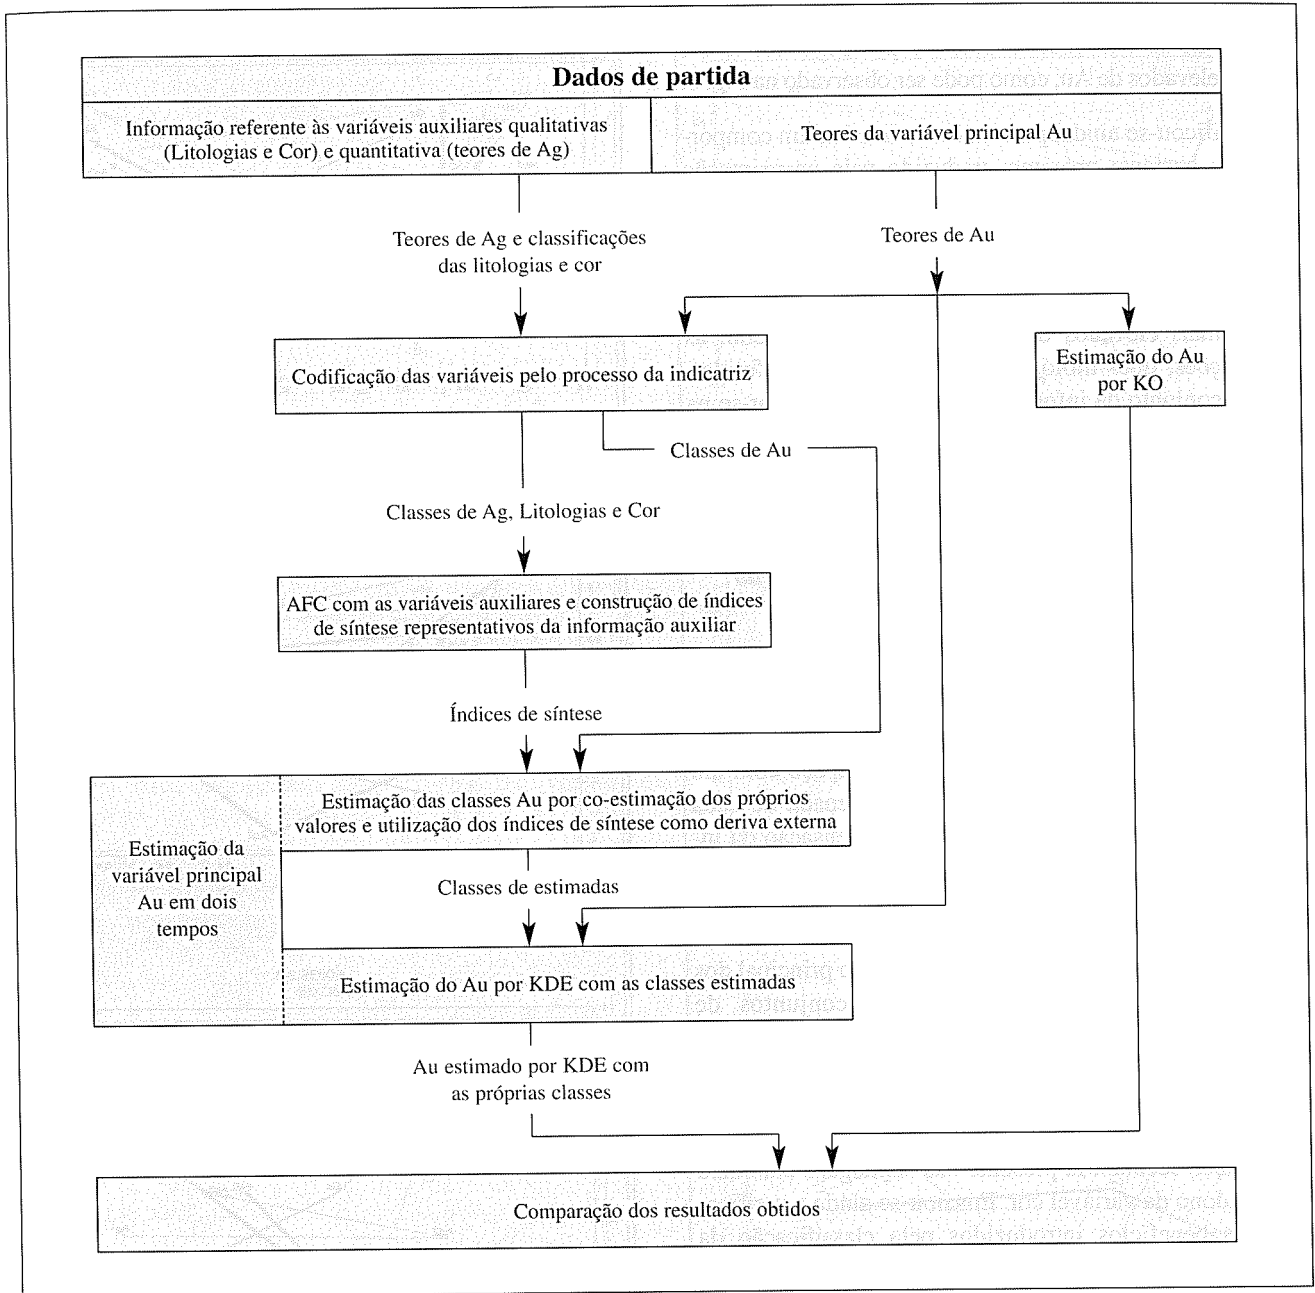 Dados de partida
Informação referente às variáveis auxiliares qualitativas
(Litologias e Cor) e quantitativa (teores de Ag)
Teores da variável principal Au
Teores de Ag e classificações
das litologias e cor
Teores de Au
Codificação das variáveis pelo processo da indicatriz
Estimação do Au
por KO
Classes de Au
Classes de Ag, Litologias e Cor
AFC com as variáveis auxiliares e construção de índices
de síntese representativos da informação auxiliar
Índices de síntese
Estimação da
variável principal
Au em dois
tempos
Estimação das classes Au por co-estimação dos próprios
valores e utilização dos índices de síntese como deriva externa
Classes de estimadas
Estimação do Au por KDE com as classes estimadas
Au estimado por KDE com
as próprias classes
Comparação dos resultados obtidos